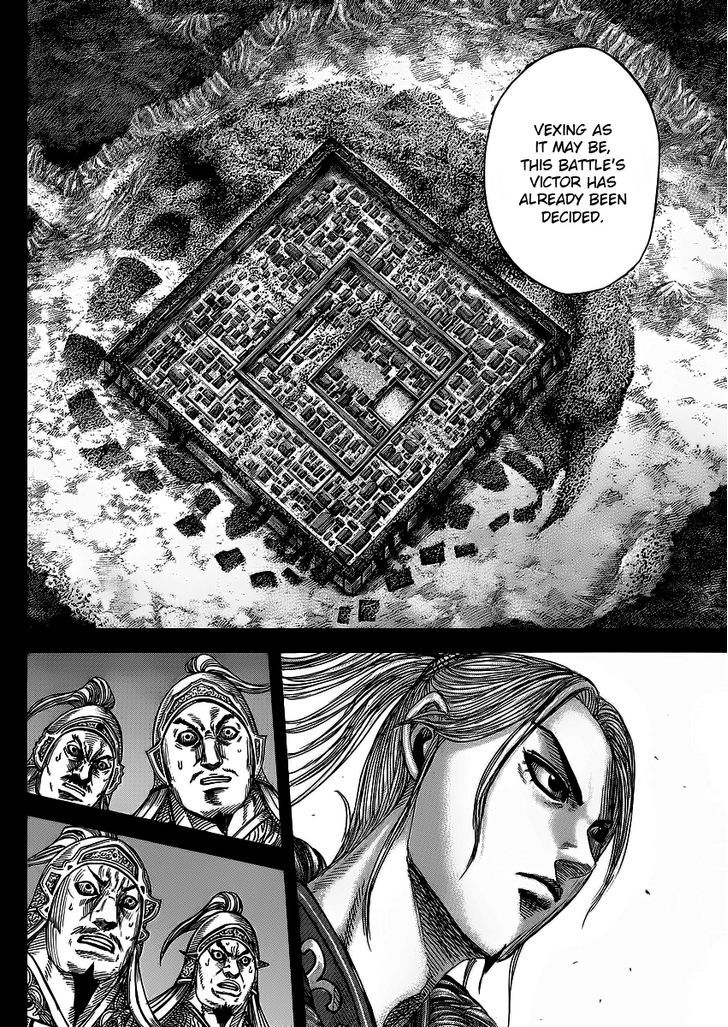 VEXING AS
IT MAY BE,
THIS BATTLE'S
VICTOR HAS
ALREADY BEEN
DECIDED.